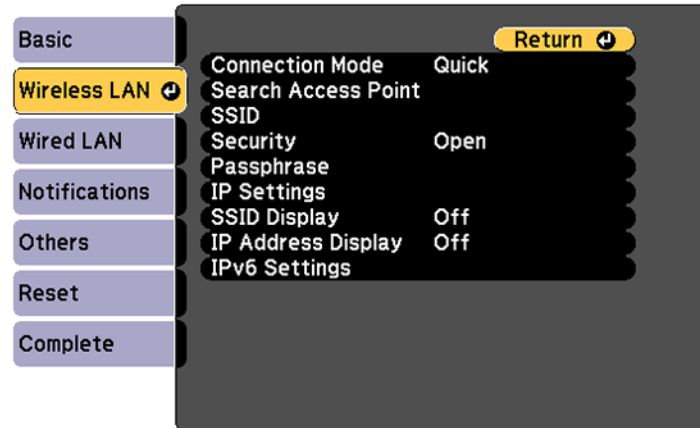 Basic
Wireless LAN
Wired LAN
Notifications
Others
Reset
Complete
Return
Connection Mode Quick
Search Access Point
SSID
Security Open
Passphrase
IP Settings
SSID Display Off
IP Address Display Off
IPv6 Settings